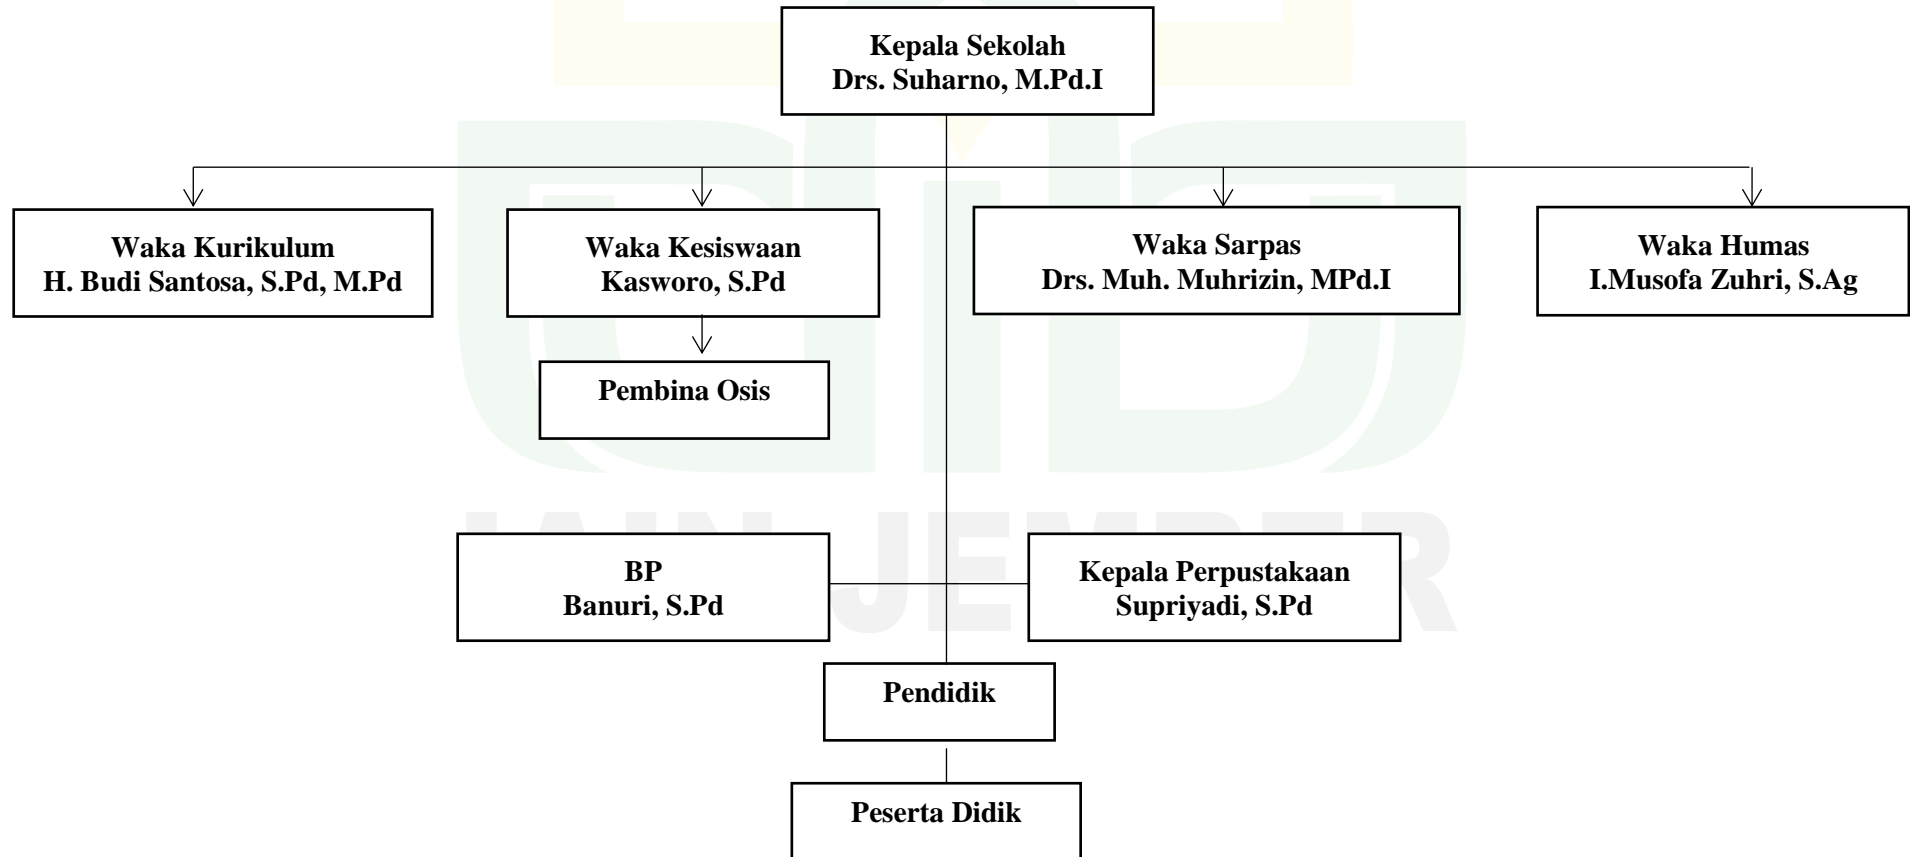 Kepala Sekolah
Drs. Suharno, M.Pd.I
Waka Kurikulum
H. Budi Santosa, S.Pd, M.Pd
Waka Kesiswaan
Kasworo, S.Pd
Waka Sarpas
Drs. Muh. Muhrizin, MPd.I
Waka Humas
I.Musofa Zuhri, S.Ag
Pembina Osis
IAIN JEMBER
BP
Banuri, S.Pd
Kepala Perpustakaan
Supriyadi, S.Pd
Pendidik
Peserta Didik